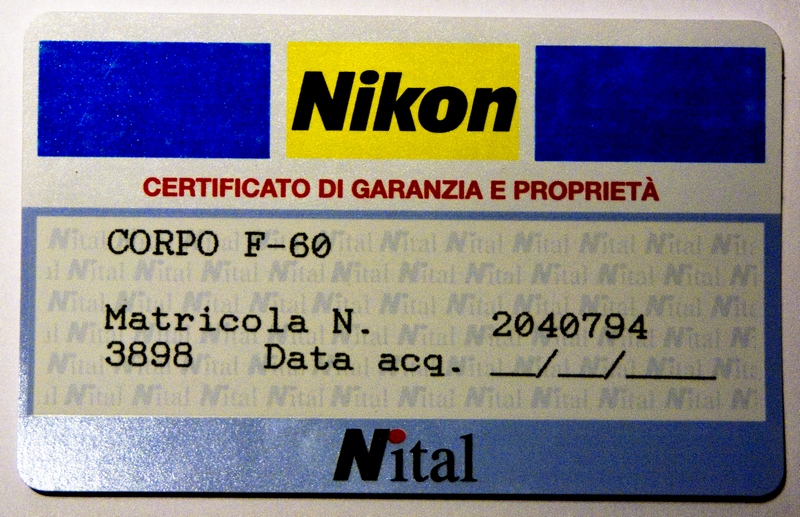 Nikon
CERTIFICATO DI GARANZIA E PROPRIETÀ
CORPO F-60
Matricola N. 2040794
3898 Data acq. __/__/____
Nital